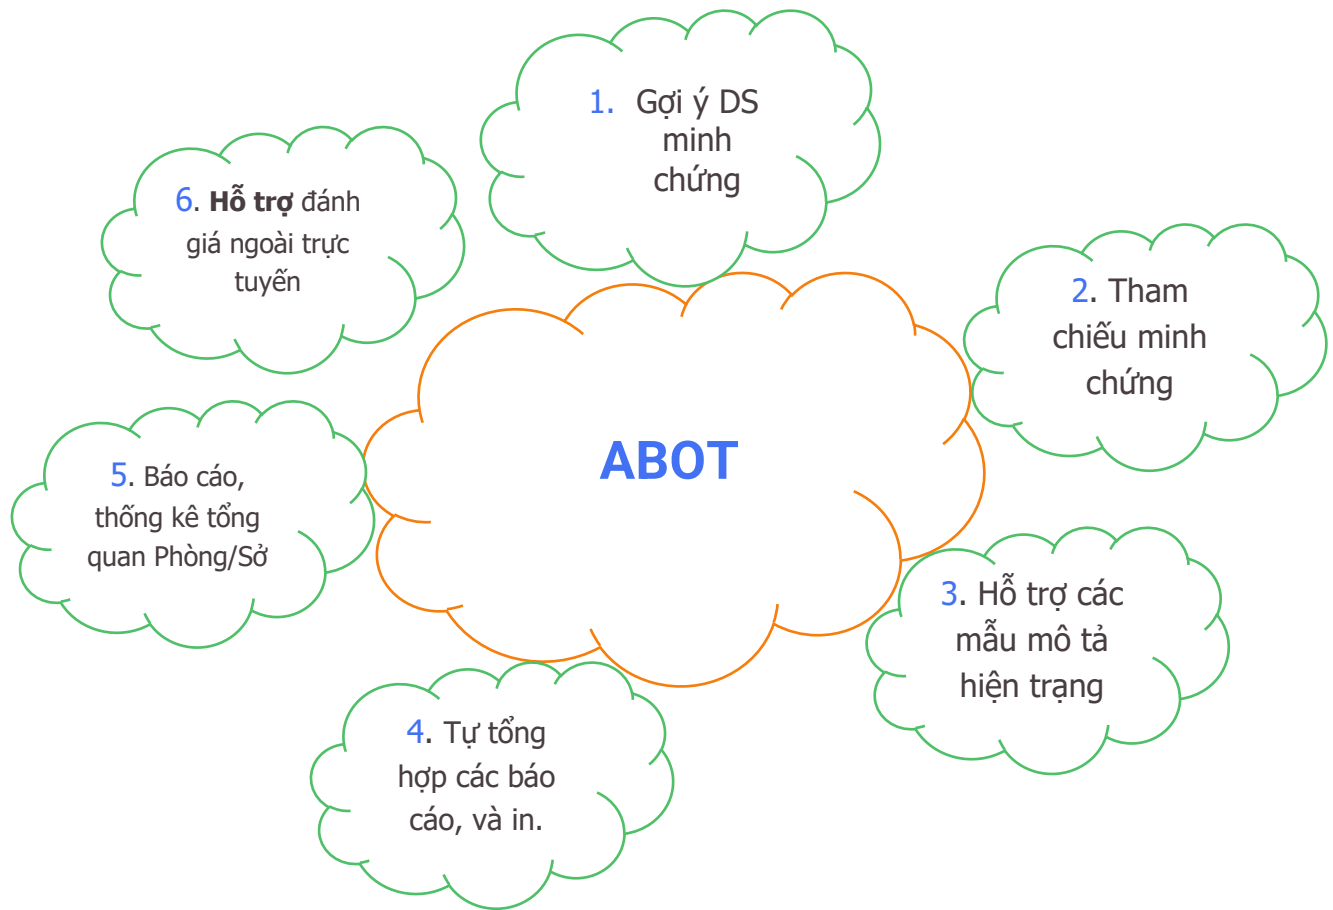 1. Gợi ý DS
minh
chứng
2. Tham
chiếu minh
chứng
3. Hỗ trợ các
mẫu mô tả
hiện trạng
4. Tự tổng
hợp các báo
cáo, và in.
5. Báo cáo,
thống kê tổng
quan Phòng/Sở
6. Hỗ trợ đánh
giá ngoài trực
tuyến
ABOT